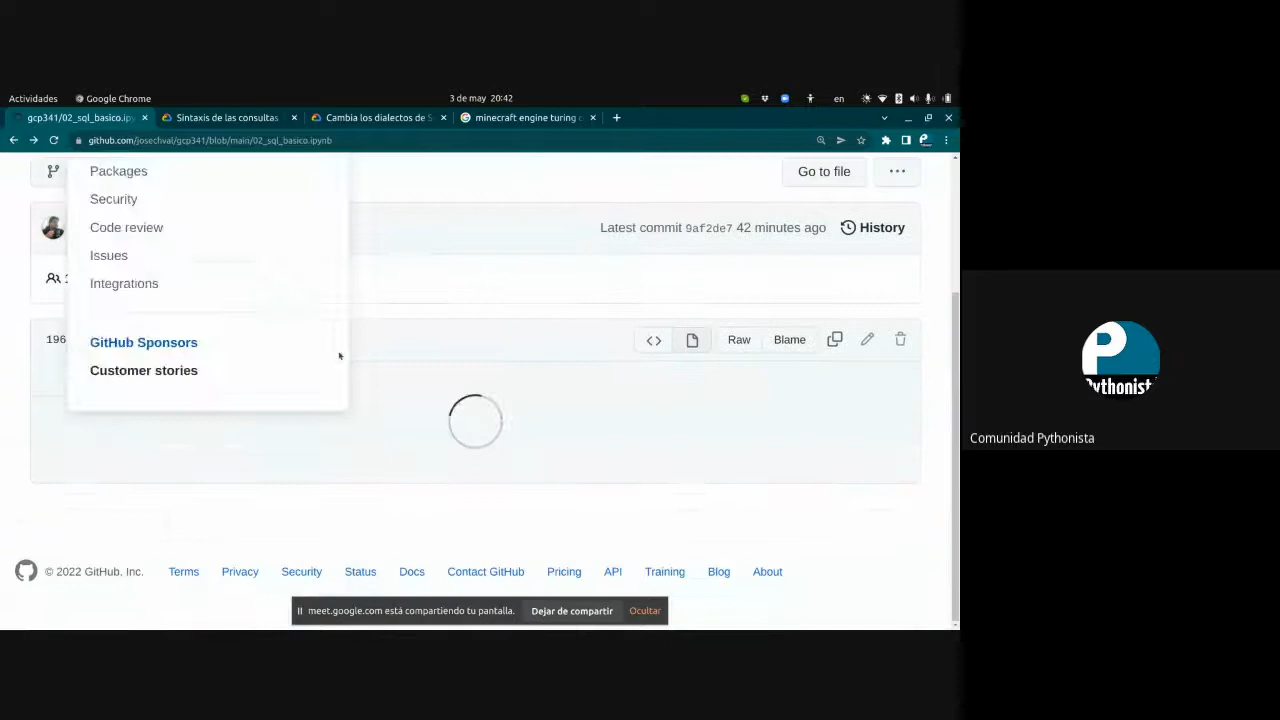 Actividades
Google Chrome
3 de may 20:42
en
gcp341/02_sql_basico.ipy
Sintaxis de las consultas
Cambia los dialectos de S
minecraft engine turing c
github.com/josechval/gcp341/blob/main/02_sql_basico.ipynb
Packages
Go to file
Security
Code review
Latest commit 9af2de7 42 minutes ago
History
Issues
Integrations
196
Raw
Blame
GitHub Sponsors
Customer stories
Comunidad Pythonista
Pythonist
© 2022 GitHub, Inc.
Terms
Privacy
Security
Status
Docs
Contact GitHub
Pricing
API
Training
Blog
About
meet.google.com está compartiendo tu pantalla.
Dejar de compartir
Ocultar